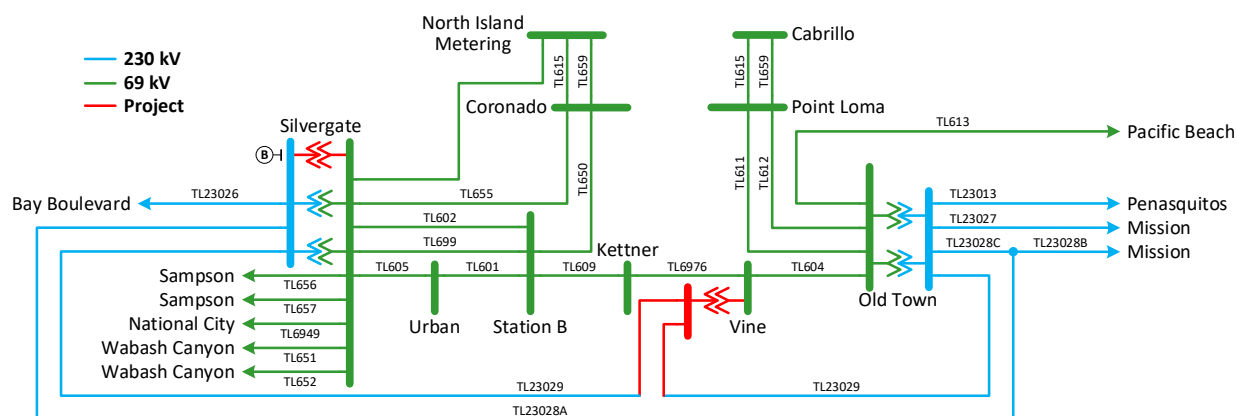 North Island
Metering
Cabrillo
230 kV
69 kV
Project
TL615
TL659
TL615
TL659
Coronado
Point Loma
Silvergate
TL613
Pacific Beach
B
TL650
TL611
TL612
Bay Boulevard
TL23026
TL655
TL23013
Penasquitos
TL602
TL23027
Mission
TL699
Kettner
TL23028C
TL23028B
Mission
Sampson
TL605
TL601
TL609
TL6976
TL604
TL656
Sampson
Old Town
TL657
National City
Urban
Station B
Vine
TL6949
Wabash Canyon
TL651
Wabash Canyon
TL652
TL23029
TL23029
TL23028A